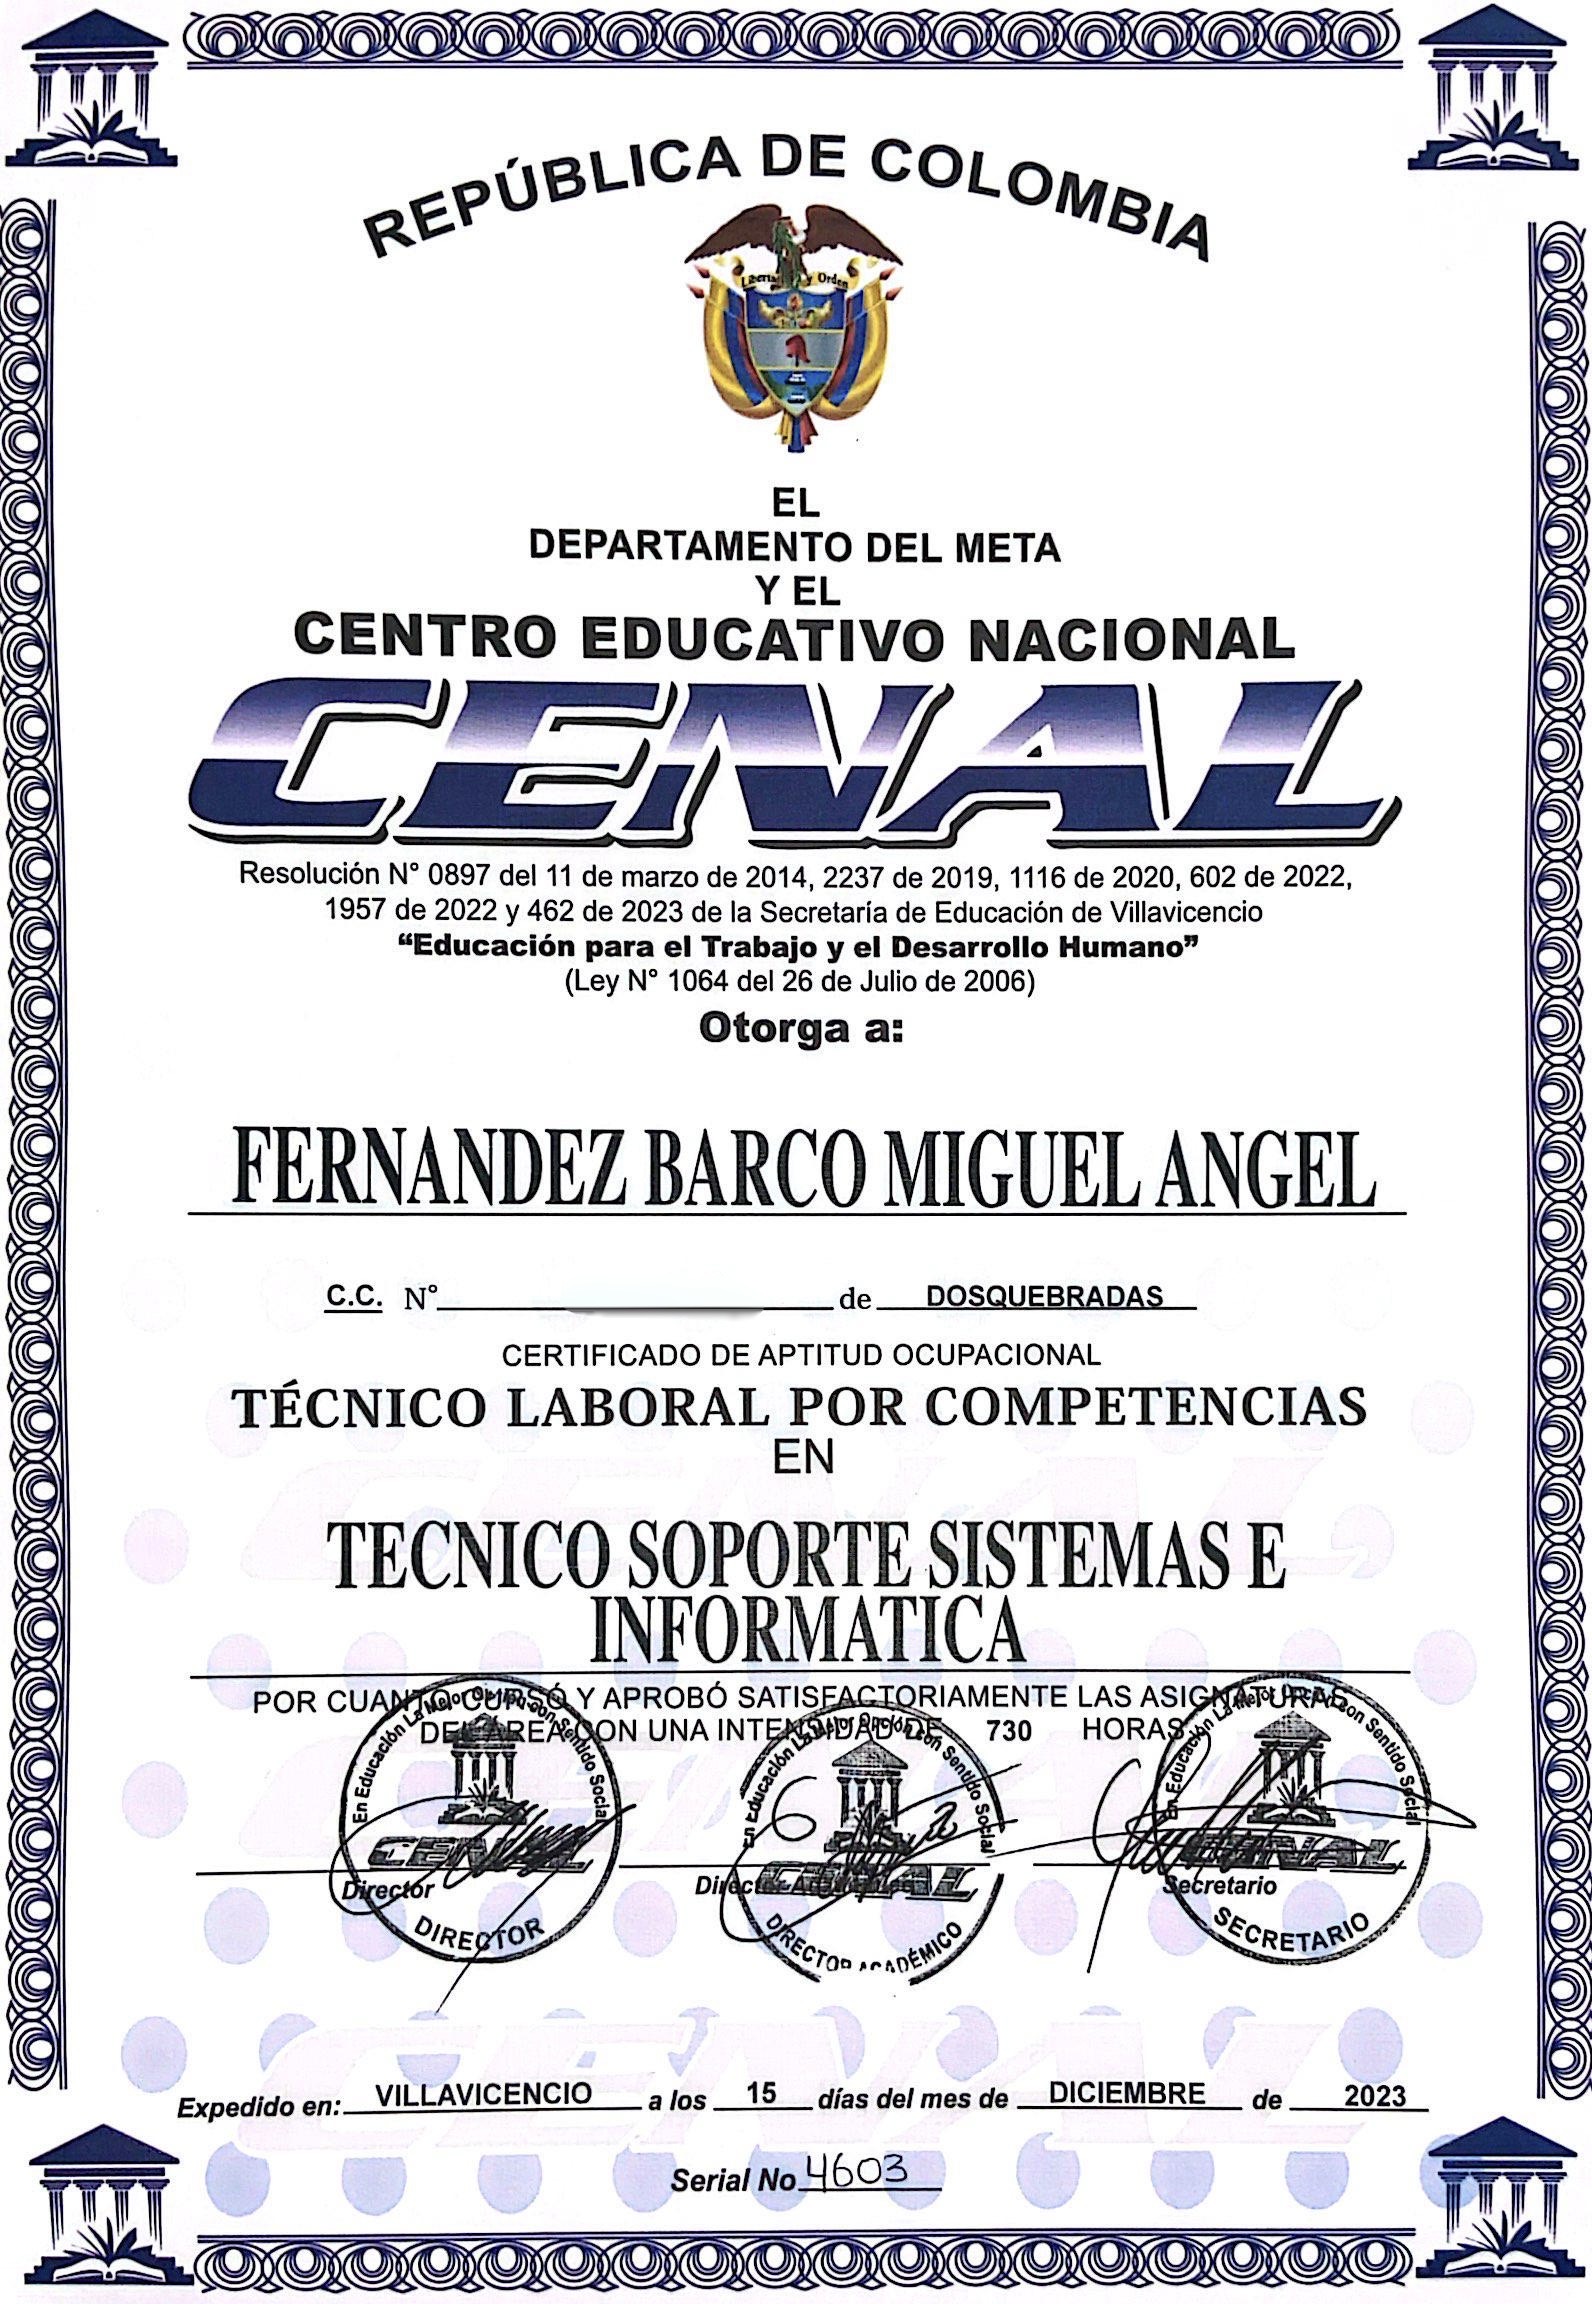 REPÚBLICA DE COLOMBIA
Libertad y Orden
EL
DEPARTAMENTO DEL META
Y EL
CENTRO EDUCATIVO NACIONAL
CENAL
Resolución N° 0897 del 11 de marzo de 2014, 2237 de 2019, 1116 de 2020, 602 de 2022,
1957 de 2022 y 462 de 2023 de la Secretaría de Educación de Villavicencio
“Educación para el Trabajo y el Desarrollo Humano”
(Ley N° 1064 del 26 de Julio de 2006)
Otorga a:
FERNANDEZ BARCO MIGUEL ANGEL
C.C. N° de DOSQUEBRADAS
CERTIFICADO DE APTITUD OCUPACIONAL
TÉCNICO LABORAL POR COMPETENCIAS
EN
TECNICO SOPORTE SISTEMAS E
INFORMATICA
POR CUANTO CURSÓ Y APROBÓ SATISFACTORIAMENTE LAS ASIGNATURAS
DEL AREA CON UNA INTENSIDAD DE 730 HORAS
En Educación La Mejor Opción con Sentido Social
CENAL
Director
DIRECTOR
En Educación La Mejor Opción con Sentido Social
CENAL
Director Académico
DIRECTOR ACADÉMICO
En Educación La Mejor Opción con Sentido Social
CENAL
Secretario
SECRETARIO
Expedido en: VILLAVICENCIO a los 15 días del mes de DICIEMBRE de 2023
Serial No 4603